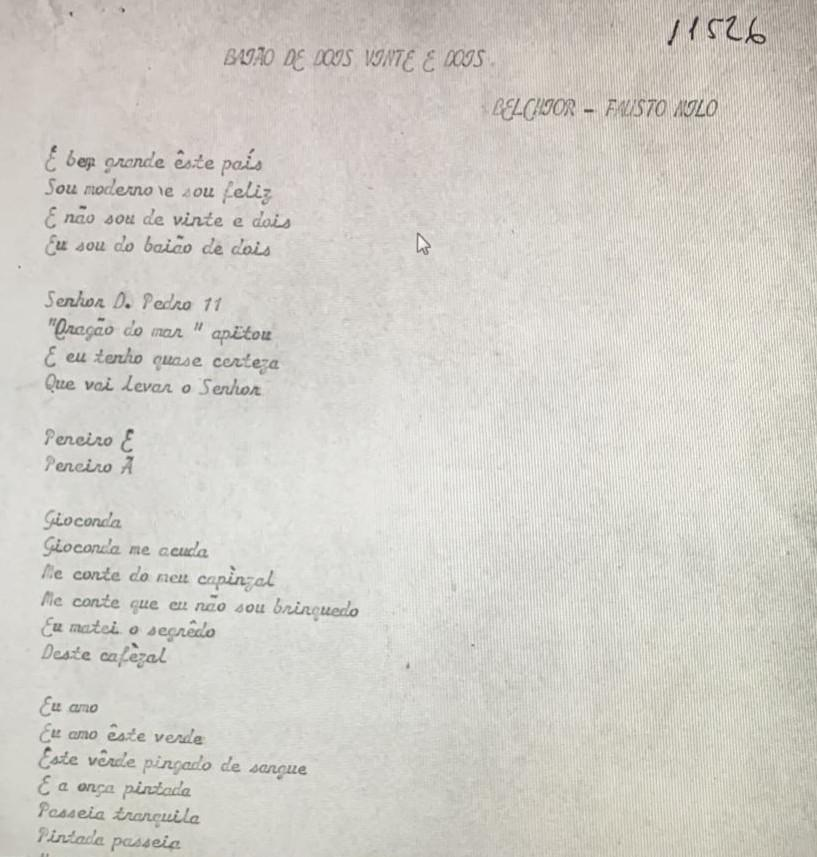 11526
BAIÃO DE DOIS VINTE E DOIS.
BELCHIOR - FAUSTO NILO
É bem grande êste país
Sou moderno e sou feliz
E não sou de vinte e dois
Eu sou do baião de dois
Senhor D. Pedro 11
"Oração do mar " apitou
E eu tenho quase certeza
Que vai levar o Senhor
Pereiro É
Pereiro Ã
Gioconda
Gioconda me acuda
Me conte do meu capìnzal
Me conte que eu não sou brinquedo
Eu matei o segrêdo
Deste cafèzal
Eu amo
Eu amo êste verde
Êste vêrde pingado de sangue
E a onça pintada
Passeia tranquila
Pintada passeia